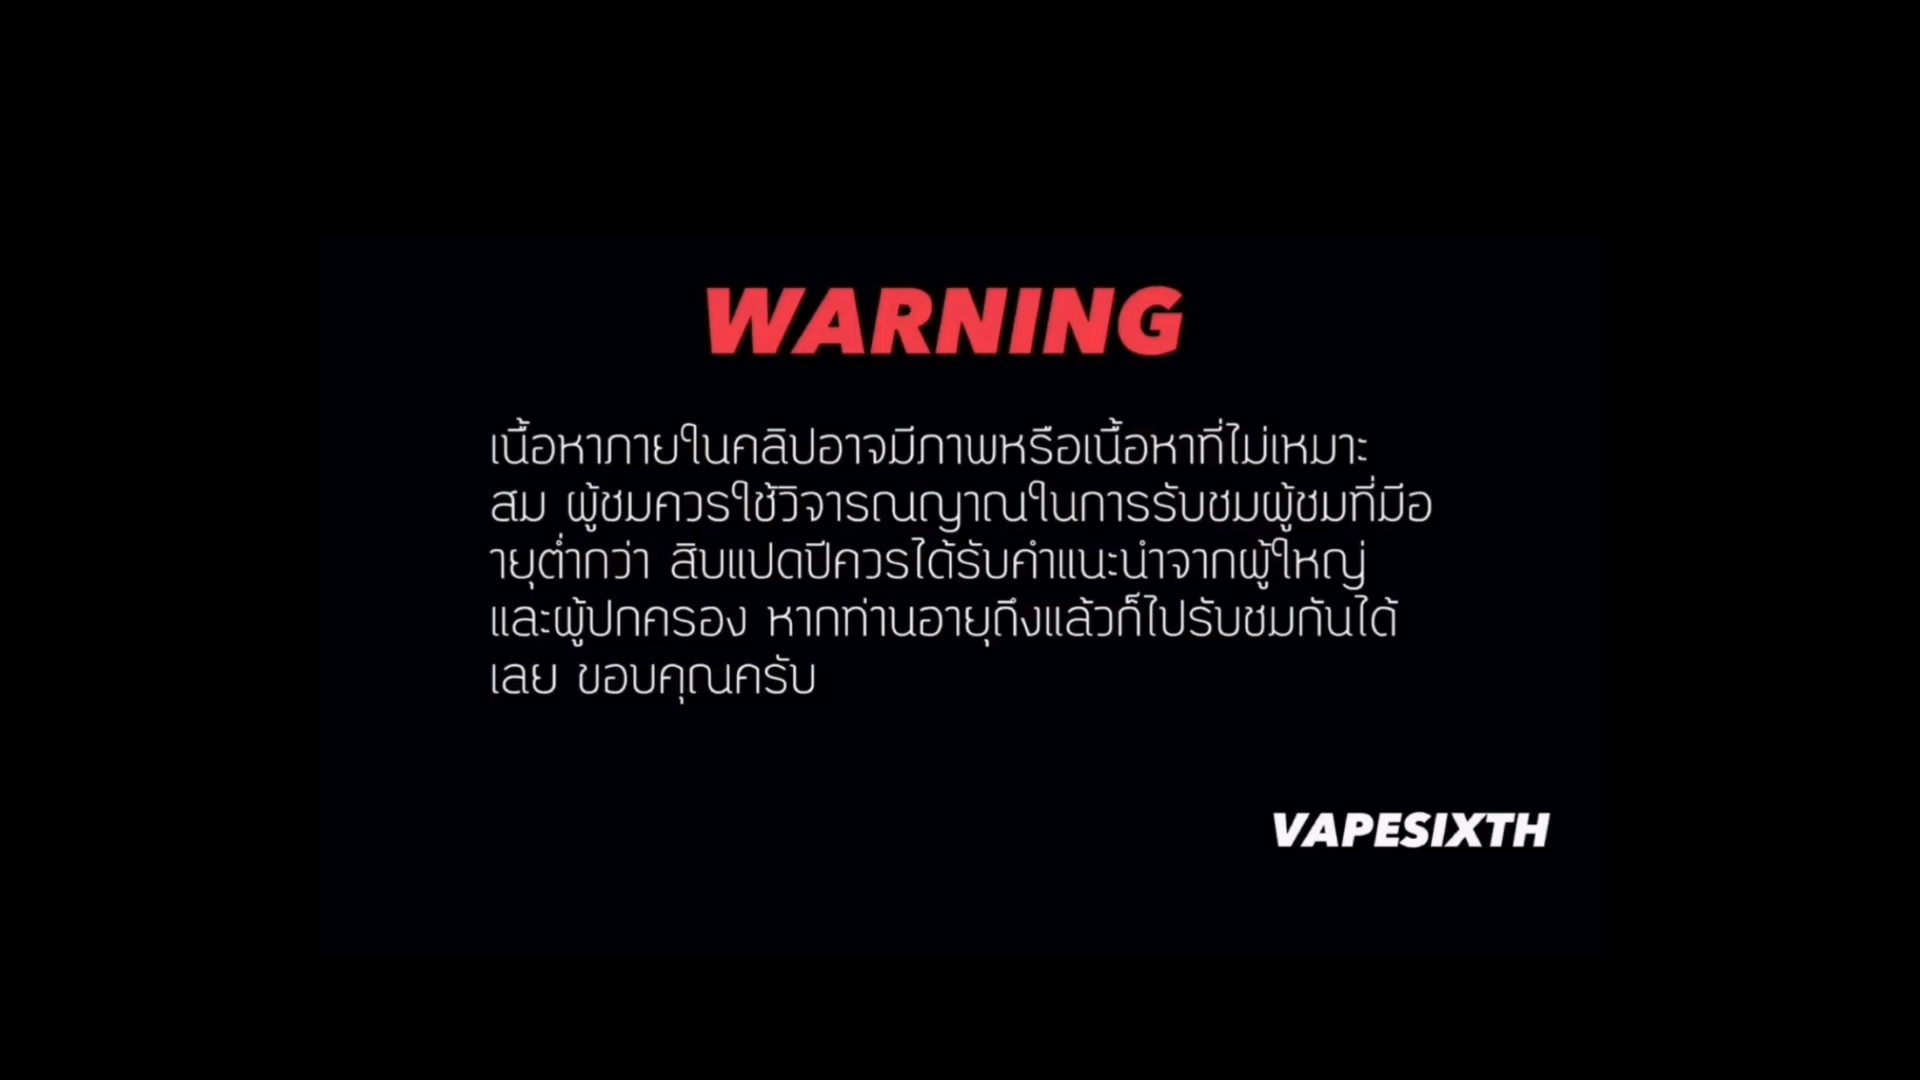 WARNING
เนื้อหาภายในคลิปอาจมีภาพหรือเนื้อหาที่ไม่เหมาะ
สม ผู้ชมควรใช้วิจารณญาณในการรับชมผู้ชมที่มีอ
ายุต่ำกว่า สิบแปดปีควรได้รับคำแนะนำจากผู้ใหญ่
และผู้ปกครอง หากท่านอายุถึงแล้วก็ไปรับชมกันได้
เลย ขอบคุณครับ
VAPESIXTH